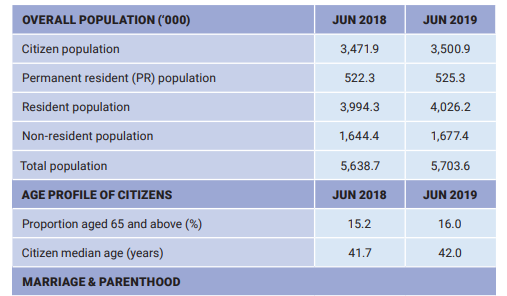 OVERALL POPULATION ('000) JUN 2018 JUN 2019
Citizen population 3,471.9 3,500.9
Permanent resident (PR) population 522.3 525.3
Resident population 3,994.3 4,026.2
Non-resident population 1,644.4 1,677.4
Total population 5,638.7 5,703.6
AGE PROFILE OF CITIZENS JUN 2018 JUN 2019
Proportion aged 65 and above (%) 15.2 16.0
Citizen median age (years) 41.7 42.0
MARRIAGE & PARENTHOOD